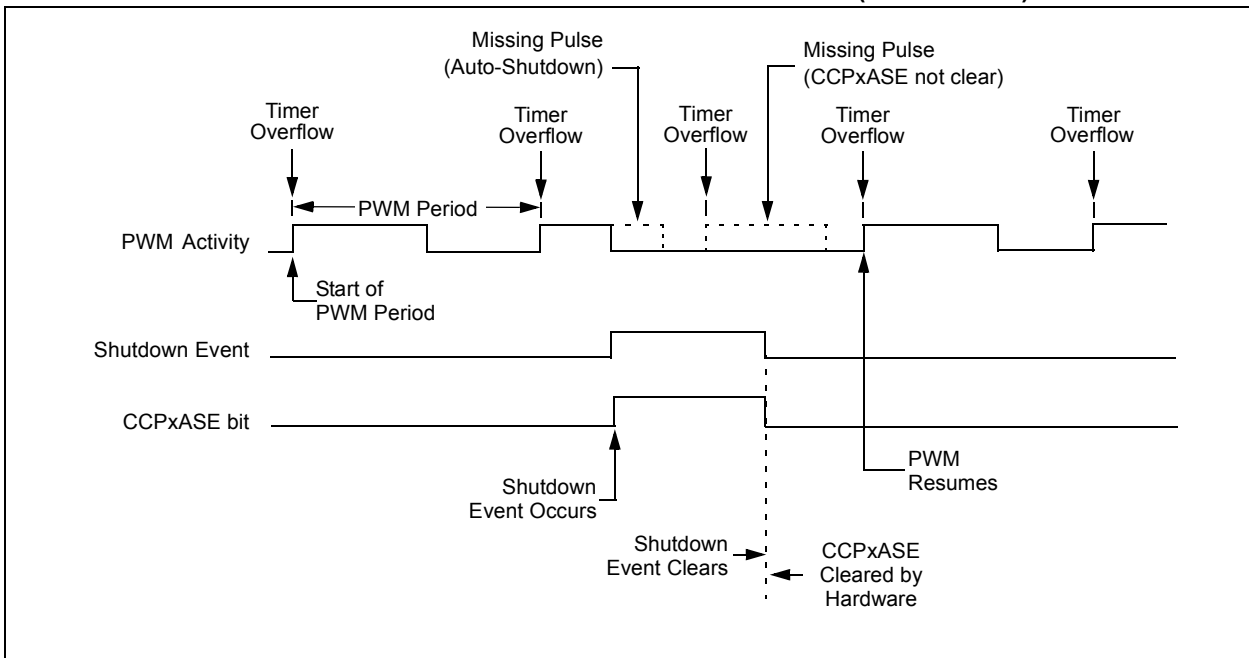 Missing Pulse
(Auto-Shutdown)
Missing Pulse
(CCPxASE not clear)
Timer
Overflow
Timer
Overflow
Timer
Overflow
Timer
Overflow
Timer
Overflow
PWM Period
PWM Activity
Start of
PWM Period
Shutdown Event
CCPxASE bit
Shutdown
Event Occurs
PWM
Resumes
Shutdown
Event Clears
CCPxASE
Cleared by
Hardware